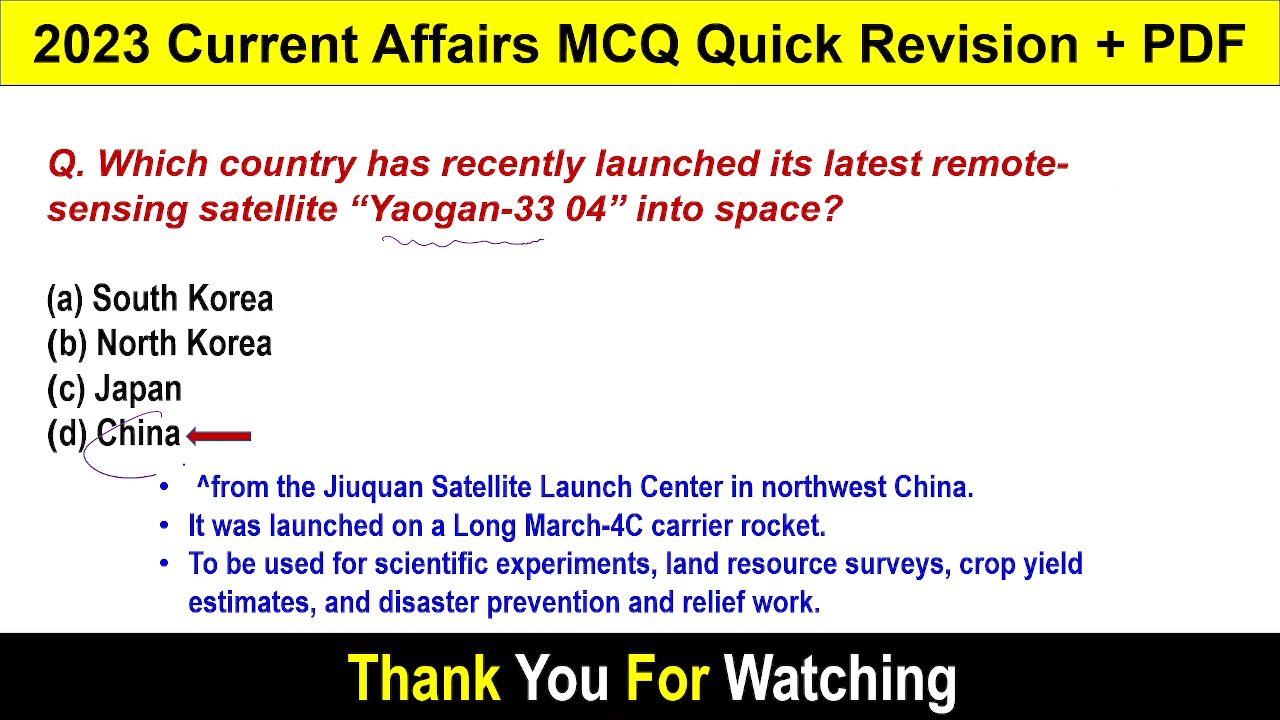 2023 Current Affairs MCQ Quick Revision + PDF
Q. Which country has recently launched its latest remote-
sensing satellite “Yaogan-33 04” into space?
(a) South Korea
(b) North Korea
(c) Japan
(d) China
• ^from the Jiuquan Satellite Launch Center in northwest China.
• It was launched on a Long March-4C carrier rocket.
• To be used for scientific experiments, land resource surveys, crop yield
estimates, and disaster prevention and relief work.
Thank You For Watching